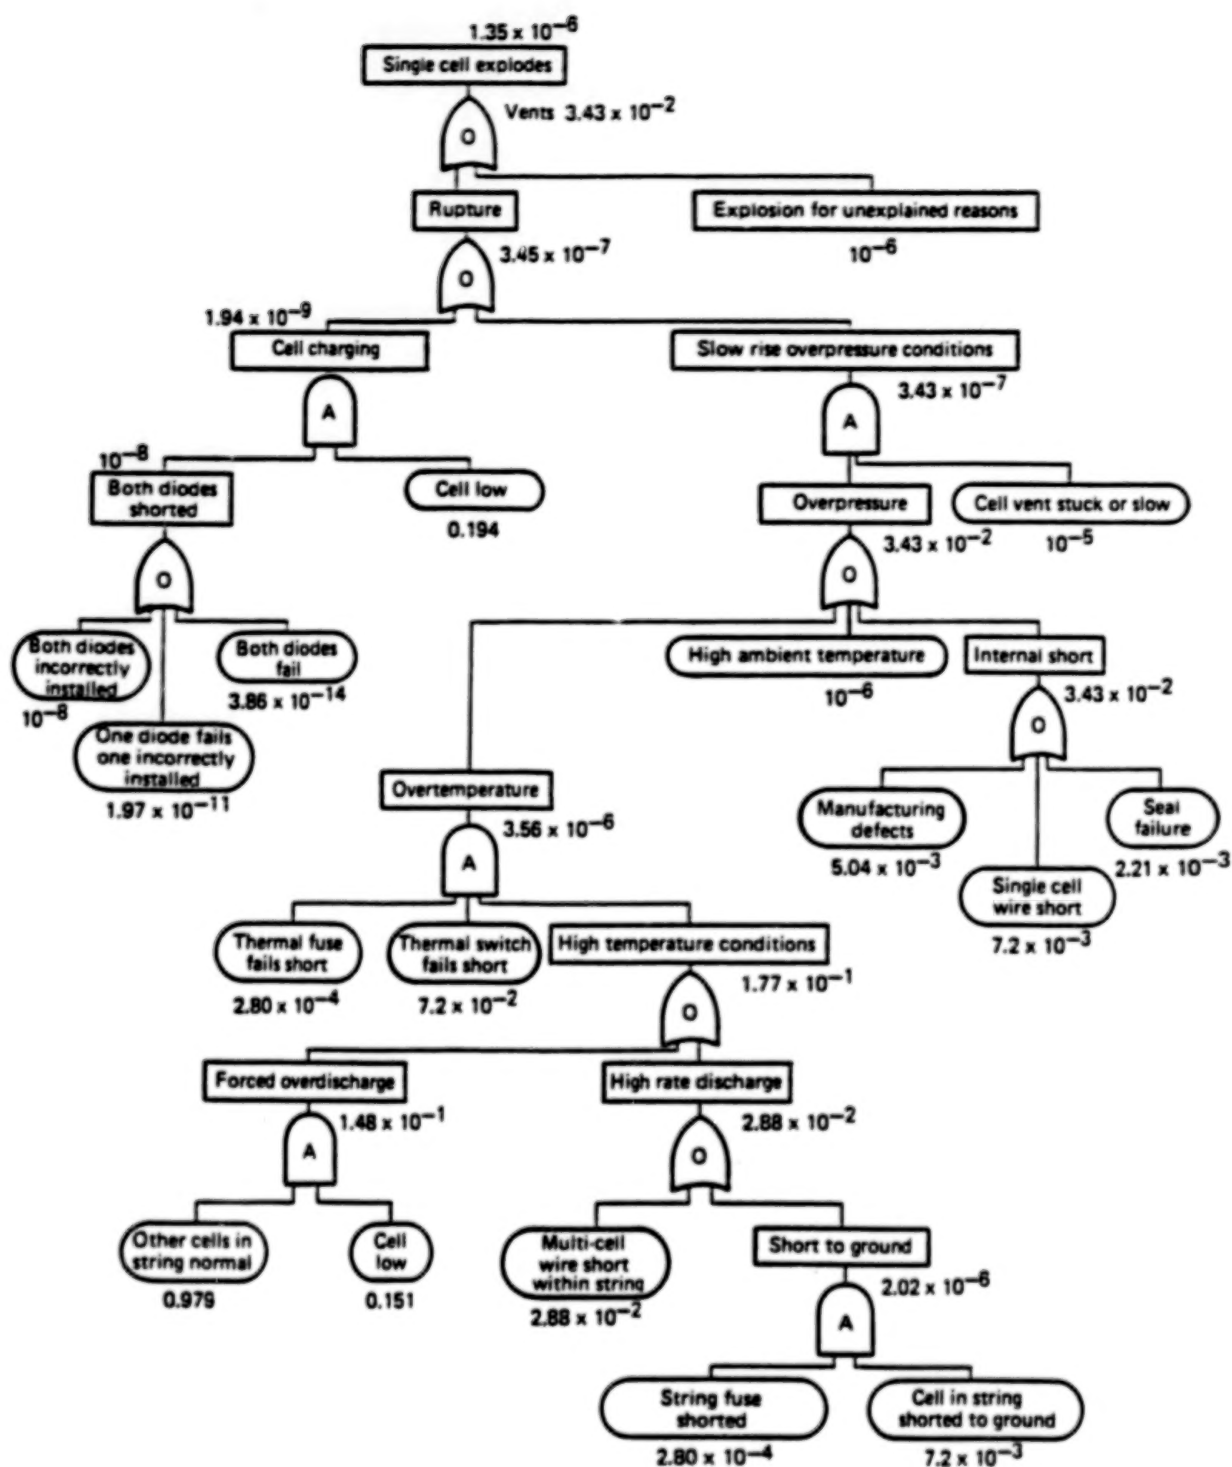 1.35 x 10−6
Single cell explodes
Vents 3.43 x 10−2
O
Rupture
Explosion for unexplained reasons
3.45 x 10−7
10−6
O
1.94 x 10−9
Cell charging
Slow rise overpressure conditions
3.43 x 10−7
A
A
10−8
Both diodes
shorted
Cell low
0.194
Overpressure
Cell vent stuck or slow
3.43 x 10−2
10−5
O
O
Both diodes
incorrectly
installed
10−8
Both diodes
fail
3.86 x 10−14
One diode fails
one incorrectly
installed
1.97 x 10−11
High ambient temperature
10−6
Internal short
3.43 x 10−2
O
Overtemperature
3.56 x 10−6
Manufacturing
defects
5.04 x 10−3
Seal
failure
2.21 x 10−3
Single cell
wire short
7.2 x 10−3
A
Thermal fuse
fails short
2.80 x 10−4
Thermal switch
fails short
7.2 x 10−2
High temperature conditions
1.77 x 10−1
O
Forced overdischarge
1.48 x 10−1
High rate discharge
2.88 x 10−2
A
O
Other cells in
string normal
0.979
Cell
low
0.151
Multi-cell
wire short
within string
2.88 x 10−2
Short to ground
2.02 x 10−6
A
String fuse
shorted
2.80 x 10−4
Cell in string
shorted to ground
7.2 x 10−3